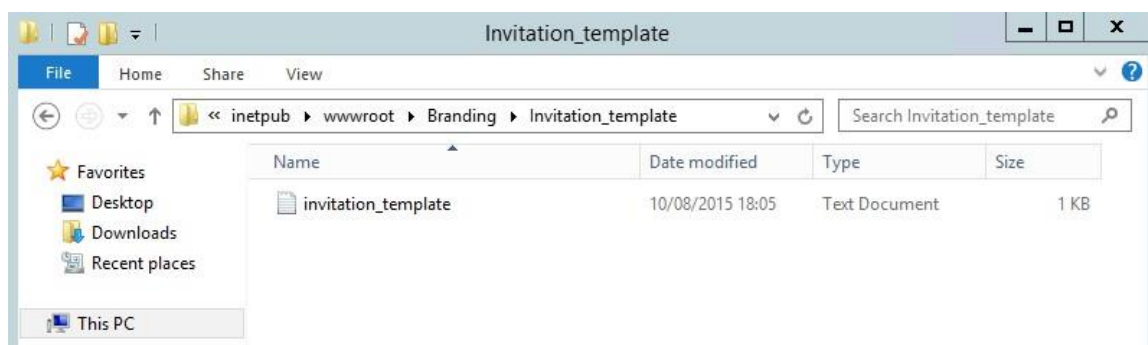 Invitation_template
File Home Share View
« inetpub wwwroot Branding Invitation_template Search Invitation_template
Favorites
Desktop
Downloads
Recent places
This PC
Name Date modified Type Size
invitation_template 10/08/2015 18:05 Text Document 1 KB